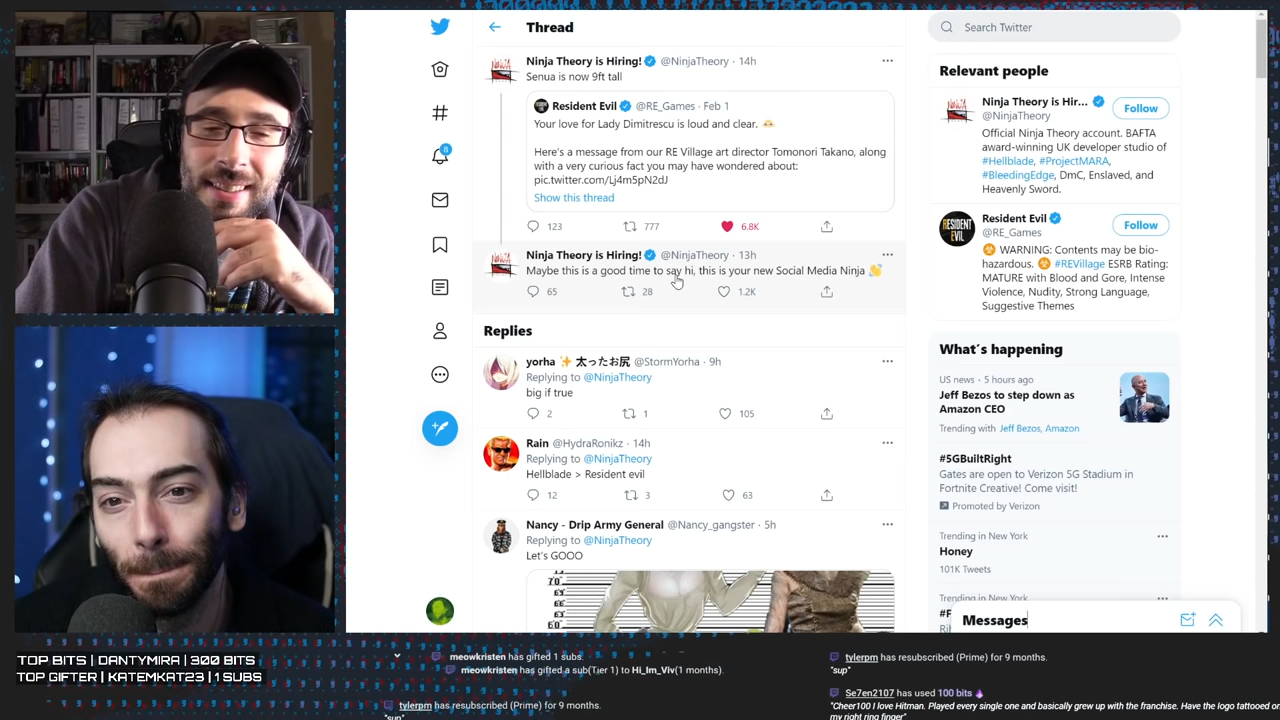 Thread
Ninja Theory is Hiring! @NinjaTheory · 14h
Senua is now 9ft tall
Resident Evil @RE_Games · Feb 1
Your love for Lady Dimitrescu is loud and clear.
Here's a message from our RE Village art director Tomonori Takano, along
with a very curious fact you may have wondered about:
pic.twitter.com/Lj4m5pN2dJ
Show this thread
123 777 6.8K
Ninja Theory is Hiring! @NinjaTheory · 13h
Maybe this is a good time to say hi, this is your new Social Media Ninja 👋
65 28 1.2K
Replies
yorha ✨ 太ったお尻 @StormYorha · 9h
Replying to @NinjaTheory
big if true
2 1 105
Rain @HydraRonikz · 14h
Replying to @NinjaTheory
Hellblade > Resident evil
12 3 63
Nancy - Drip Army General @Nancy_gangster · 5h
Replying to @NinjaTheory
Let's GOOO
Search Twitter
Relevant people
Ninja Theory is Hir... Follow
@NinjaTheory
Official Ninja Theory account. BAFTA
award-winning UK developer studio of
#Hellblade, #ProjectMARA,
#BleedingEdge, DmC, Enslaved, and
Heavenly Sword.
Resident Evil Follow
@RE_Games
☣ WARNING: Contents may be bio-
hazardous. ☣ #REVillage ESRB Rating:
MATURE with Blood and Gore, Intense
Violence, Nudity, Strong Language,
Suggestive Themes
What's happening
US news · 5 hours ago
Jeff Bezos to step down as
Amazon CEO
Trending with Jeff Bezos, Amazon
#5GBuiltRight
Gates are open to Verizon 5G Stadium in
Fortnite Creative! Come visit!
Promoted by Verizon
Trending in New York
Honey
101K Tweets
Trending in New York
Messages
8
TOP BITS | DANTYMIRA | 300 BITS
TOP GIFTER | KATEMKAT23 | 1 SUBS
meowkristen has gifted 1 subs.
meowkristen has gifted a sub(Tier 1) to Hi_Im_Viv(1 months).
tylerpm has resubscribed (Prime) for 9 months.
"sup"
tylerpm has resubscribed (Prime) for 9 months.
"sup"
Se7en2107 has used 100 bits
"Cheer100 I love Hitman. Played every single one and basically grew up with the franchise. Have the logo tattooed on
my right ring finger"